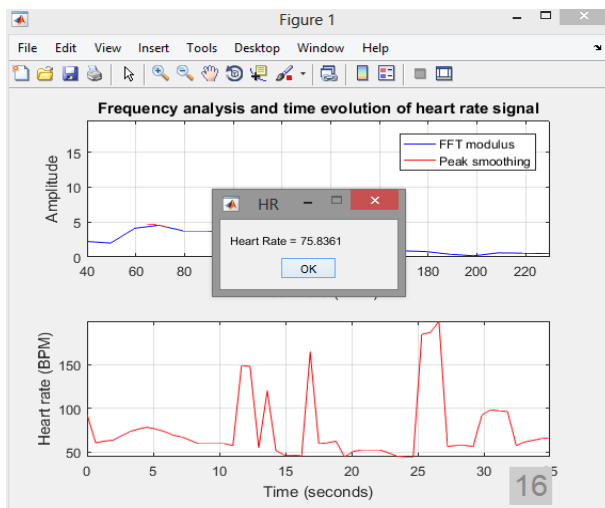 Figure 1
File Edit View Insert Tools Desktop Window Help
Frequency analysis and time evolution of heart rate signal
FFT modulus
Peak smoothing
Amplitude
15
10
5
0
40 60 80 180 200 220
HR
Heart Rate = 75.8361
OK
Heart rate (BPM)
150
100
50
0 5 10 15 20 25 30
Time (seconds)
16